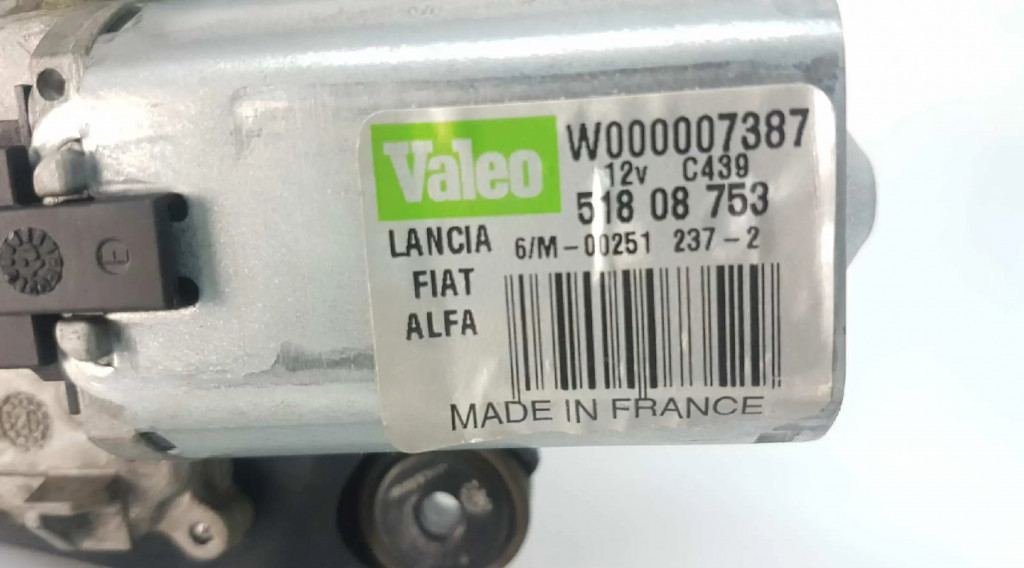 Valeo
W000007387
12v C439
518 08 753
LANCIA
6/M-00251 237-2
FIAT
ALFA
MADE IN FRANCE